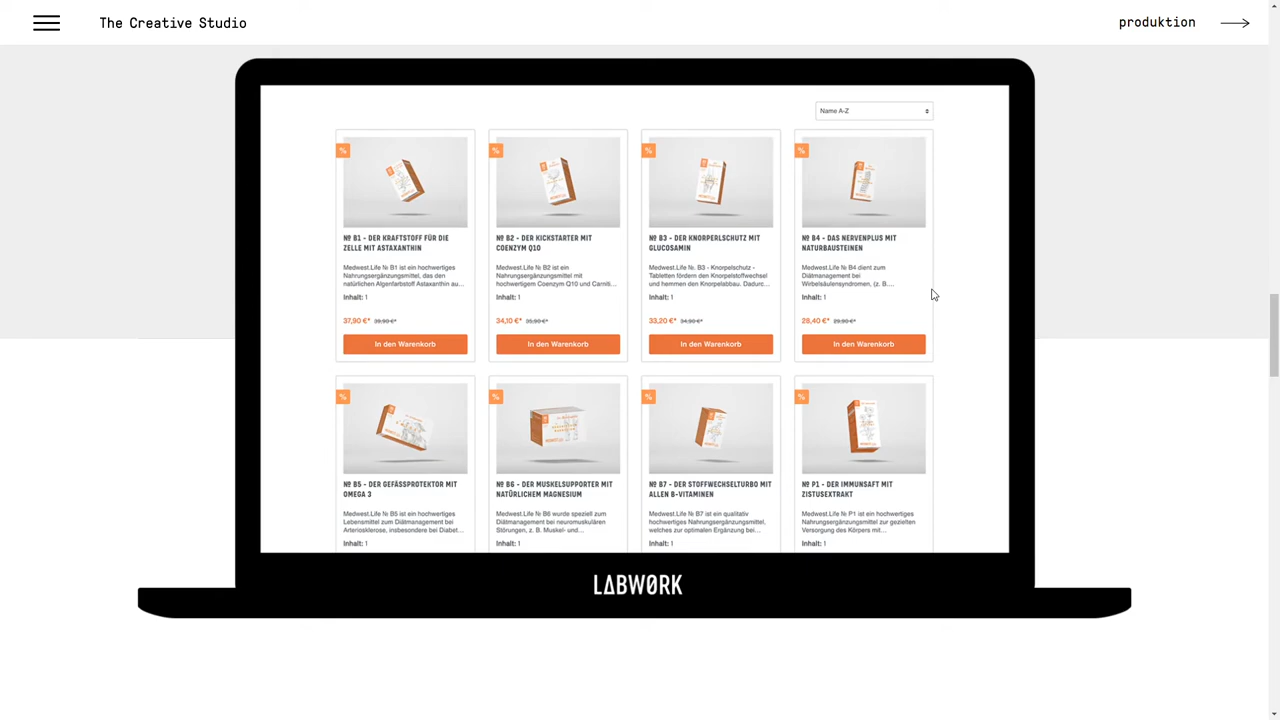 The Creative Studio
produktion
Name A-Z
%
%
%
%
№ B1 - DER KRAFTSTOFF FÜR DIE
ZELLE MIT ASTAXANTHIN
Medwest.Life № B1 ist ein hochwertiges
Nahrungsergänzungsmittel, das den
natürlichen Algenfarbstoff Astaxanthin au...
Inhalt: 1
37,90 €* 39,90 €*
In den Warenkorb
№ B2 - DER KICKSTARTER MIT
COENZYM Q10
Medwest.Life № B2 ist ein
Nahrungsergänzungsmittel mit
hochwertigem Coenzym Q10 und Carniti...
Inhalt: 1
34,10 €* 35,90 €*
In den Warenkorb
№ B3 - DER KNORPERLSCHUTZ MIT
GLUCOSAMIN
Medwest.Life №. B3 - Knorpelschutz -
Tabletten fördern den Knorpelstoffwechsel
und hemmen den Knorpelabbau. Dadurc...
Inhalt: 1
33,20 €* 34,90 €*
In den Warenkorb
№ B4 - DAS NERVENPLUS MIT
NATURBAUSTEINEN
Medwest.Life № B4 dient zum
Diätmanagement bei
Wirbelsäulensyndromen, (z. B....
Inhalt: 1
28,40 €* 29,90 €*
In den Warenkorb
%
%
%
%
№ B5 - DER GEFÄSSPROTEKTOR MIT
OMEGA 3
Medwest.Life № B5 ist ein hochwertiges
Lebensmittel zum Diätmanagement bei
Arteriosklerose, insbesondere bei Diabet...
Inhalt: 1
№ B6 - DER MUSKELSUPPORTER MIT
NATÜRLICHEM MAGNESIUM
Medwest.Life № B6 wurde speziell zum
Diätmanagement bei neuromuskulären
Störungen, z. B. Muskel- und...
Inhalt: 1
№ B7 - DER STOFFWECHSELTURBO MIT
ALLEN B-VITAMINEN
Medwest.Life № B7 ist ein qualitativ
hochwertiges Nahrungsergänzungsmittel,
welches zur optimalen Ergänzung bei...
Inhalt: 1
№ P1 - DER IMMUNSAFT MIT
ZISTUSEXTRAKT
Medwest.Life № P1 ist ein hochwertiges
Nahrungsergänzungsmittel zur gezielten
Versorgung des Körpers mit...
Inhalt: 1
LABWØRK